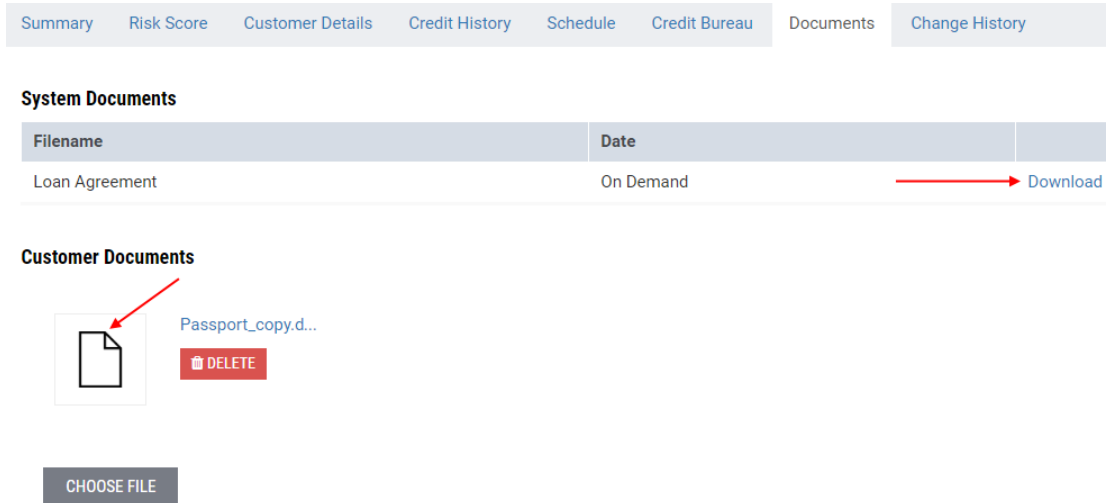 Summary Risk Score Customer Details Credit History Schedule Credit Bureau Documents Change History
System Documents
Filename Date
Loan Agreement On Demand Download
Customer Documents
Passport_copy.d...
DELETE
CHOOSE FILE